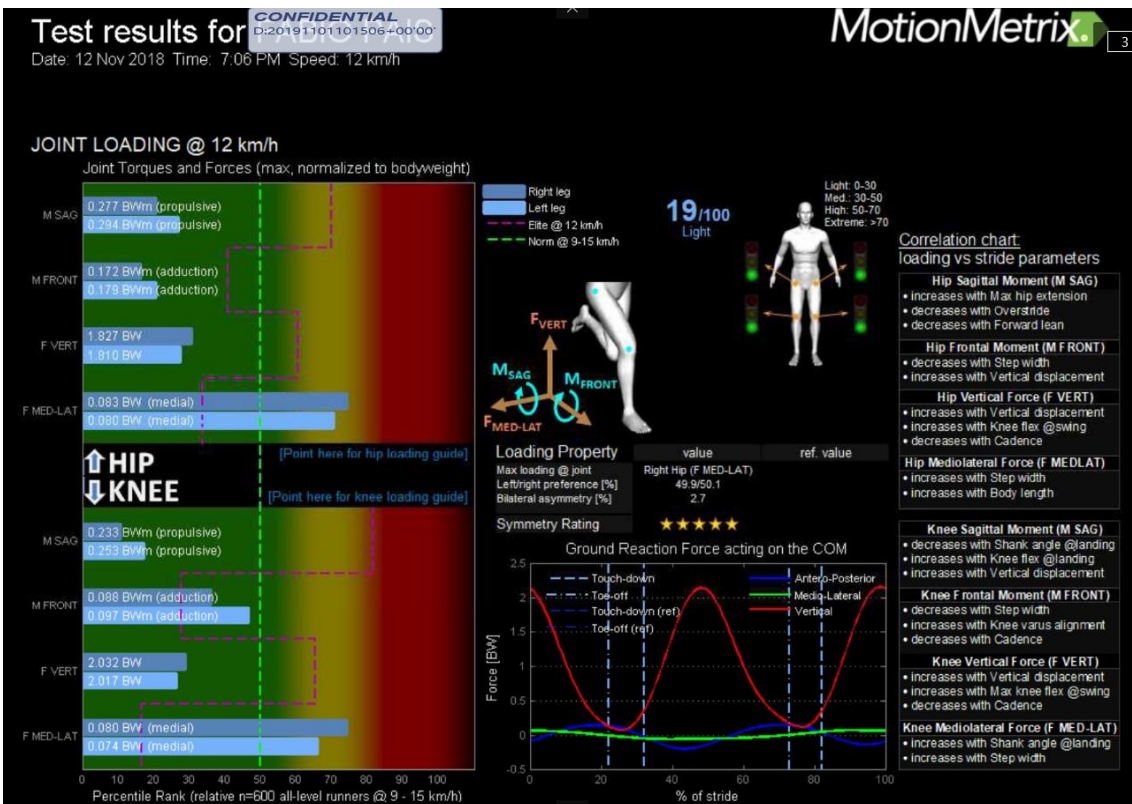 Test results for FABIO PAIS
CONFIDENTIAL
D:20191101101506+00'00'
MotionMetrix.
3
Date: 12 Nov 2018 Time: 7:06 PM Speed: 12 km/h
JOINT LOADING @ 12 km/h
Joint Torques and Forces (max, normalized to bodyweight)
M SAG
0.277 BWm (propulsive)
0.294 BWm (propulsive)
M FRONT
0.172 BWm (adduction)
0.179 BWm (adduction)
F VERT
1.827 BW
1.810 BW
F MED-LAT
0.083 BW (medial)
0.080 BW (medial)
HIP
[Point here for hip loading guide]
KNEE
[Point here for knee loading guide]
M SAG
0.233 BWm (propulsive)
0.253 BWm (propulsive)
M FRONT
0.088 BWm (adduction)
0.097 BWm (adduction)
F VERT
2.032 BW
2.017 BW
F MED-LAT
0.080 BW (medial)
0.074 BW (medial)
0 10 20 30 40 50 60 70 80 90 100
Percentile Rank (relative n=600 all-level runners @ 9 - 15 km/h)
Right leg
Left leg
Elite @ 12 km/h
Norm @ 9-15 km/h
19/100
Light
Light: 0-30
Med.: 30-50
High: 50-70
Extreme: >70
F VERT
M SAG
M FRONT
F MED-LAT
Loading Property value ref. value
Max loading @ joint Right Hip (F MED-LAT)
Left/right preference [%] 49.9/50.1
Bilateral asymmetry [%] 2.7
Symmetry Rating ★★★★★
Ground Reaction Force acting on the COM
Touch-down
Toe-off
Touch-down (ref)
Toe-off (ref)
Antero-Posterior
Medio-Lateral
Vertical
Force [BW]
2.5
2
1.5
1
0.5
0
-0.5
0 20 40 60 80 100
% of stride
Correlation chart:
loading vs stride parameters
Hip Sagittal Moment (M SAG)
• increases with Max hip extension
• decreases with Overstride
• decreases with Forward lean
Hip Frontal Moment (M FRONT)
• decreases with Step width
• increases with Vertical displacement
Hip Vertical Force (F VERT)
• increases with Vertical displacement
• increases with Knee flex @swing
• decreases with Cadence
Hip Mediolateral Force (F MEDLAT)
• increases with Step width
• increases with Body length
Knee Sagittal Moment (M SAG)
• decreases with Shank angle @landing
• increases with Knee flex @landing
• increases with Vertical displacement
Knee Frontal Moment (M FRONT)
• decreases with Step width
• increases with Knee varus alignment
• decreases with Cadence
Knee Vertical Force (F VERT)
• increases with Vertical displacement
• increases with Max knee flex @swing
• decreases with Cadence
Knee Mediolateral Force (F MED-LAT)
• increases with Shank angle @landing
• increases with Step width